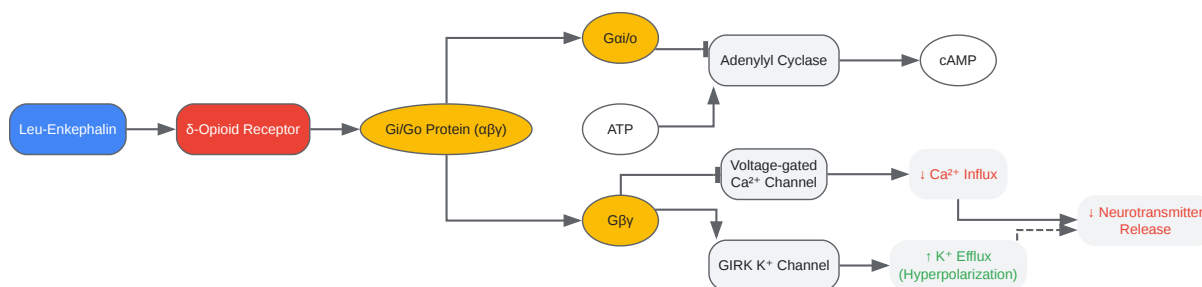 Leu-Enkephalin
δ-Opioid Receptor
Gi/Go Protein (αβγ)
Gαi/o
Adenylyl Cyclase
cAMP
ATP
Voltage-gated
Ca²⁺ Channel
↓ Ca²⁺ Influx
Gβγ
GIRK K⁺ Channel
↑ K⁺ Efflux
(Hyperpolarization)
↓ Neurotransmitter
Release